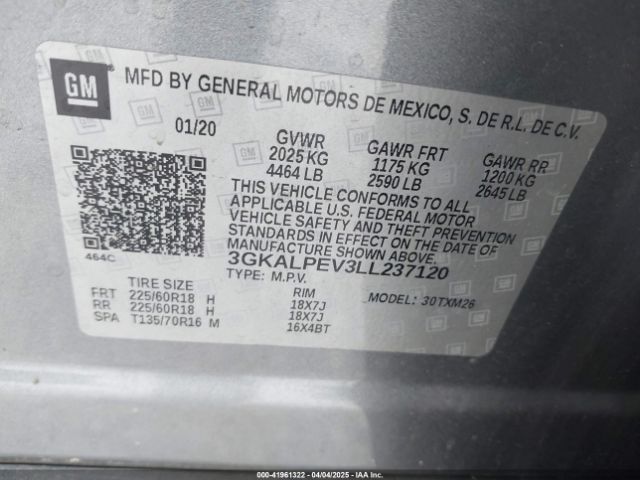 GM
MFD BY GENERAL MOTORS DE MEXICO, S. DE R.L. DE C.V.
01/20 GVWR GAWR FRT GAWR RR
2025 KG 1175 KG 1200 KG
4464 LB 2590 LB 2645 LB
THIS VEHICLE CONFORMS TO ALL
APPLICABLE U.S. FEDERAL MOTOR
VEHICLE SAFETY AND THEFT PREVENTION
STANDARDS IN EFFECT ON THE DATE OF
MANUFACTURE SHOWN ABOVE.
464C
3GKALPEV3LL237120
TYPE: M.P.V. MODEL: 30TXM26
TIRE SIZE RIM
FRT 225/60R18 H 18X7J
RR 225/60R18 H 18X7J
SPA T135/70R16 M 16X4BT
© 2025 - 41961322 - 04/04/2025 - IAA Inc.